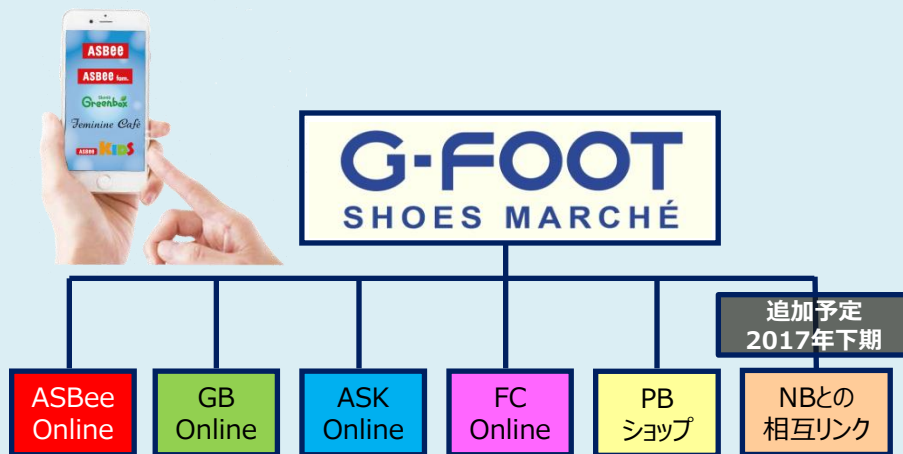 ASBee
ASBee fam.
Shoes
Greenbox
Feminine Café
ASBee KIDS
G-FOOT
SHOES MARCHÉ
追加予定
2017年下期
ASBee
Online
GB
Online
ASK
Online
FC
Online
PB
ショップ
NBとの
相互リンク